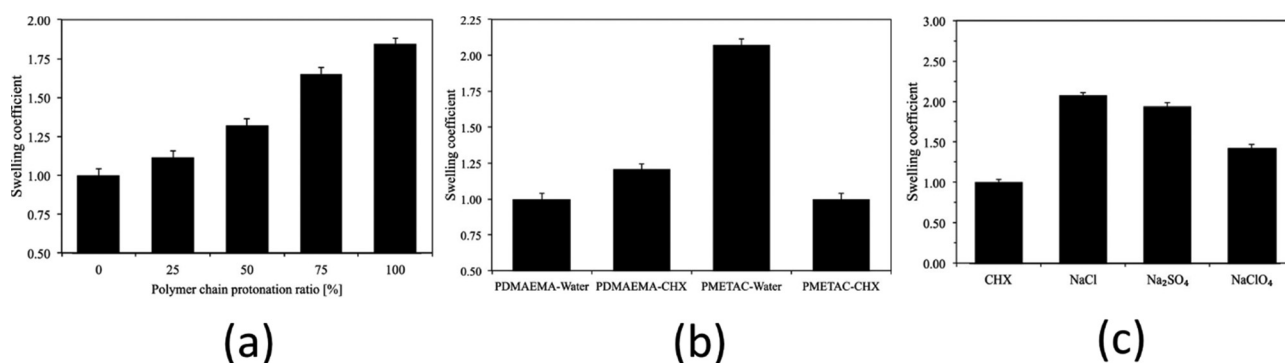 2.00
1.75
1.50
1.25
1.00
0.75
0.50
Swelling coefficient
0 25 50 75 100
Polymer chain protonation ratio [%]
(a)
2.25
2.00
1.75
1.50
1.25
1.00
0.75
0.50
Swelling coefficient
PDMAEMA-Water PDMAEMA-CHX PMETAC-Water PMETAC-CHX
(b)
3.00
2.50
2.00
1.50
1.00
0.50
0.00
Swelling coefficient
CHX NaCl Na₂SO₄ NaClO₄
(c)